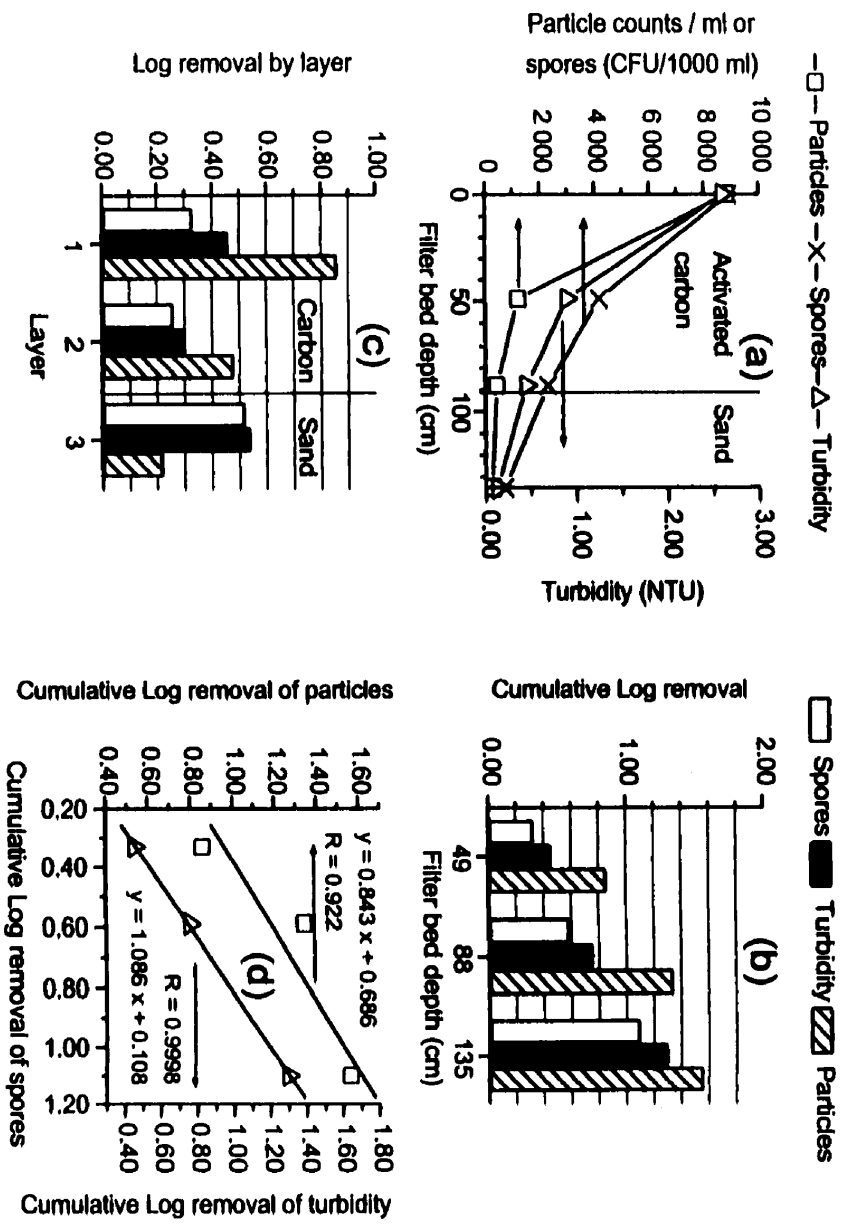 –□– Particles –X– Spores –△– Turbidity
Particle counts / ml or
spores (CFU/1000 ml)
10 000
8 000
6 000
4 000
2 000
0
0
50
100
Filter bed depth (cm)
(a)
Activated
carbon
Sand
3.00
2.00
1.00
0.00
Turbidity (NTU)
Spores Turbidity Particles
Cumulative Log removal
2.00
1.00
0.00
49
88
135
Filter bed depth (cm)
(b)
Log removal by layer
1.00
0.80
0.60
0.40
0.20
0.00
1
2
3
Layer
(c)
Carbon
Sand
Cumulative Log removal of particles
1.80
1.60
1.40
1.20
1.00
0.80
0.60
0.40
0,20
0.40
0,60
0.80
1.00
1.20
Cumulative Log removal of spores
y = 0.843 x + 0.686
R = 0.922
(d)
R = 0.9998
y = 1.086 x + 0.108
1.80
1.60
1.40
1.20
1.00
0.80
0.60
0.40
Cumulative Log removal of turbidity